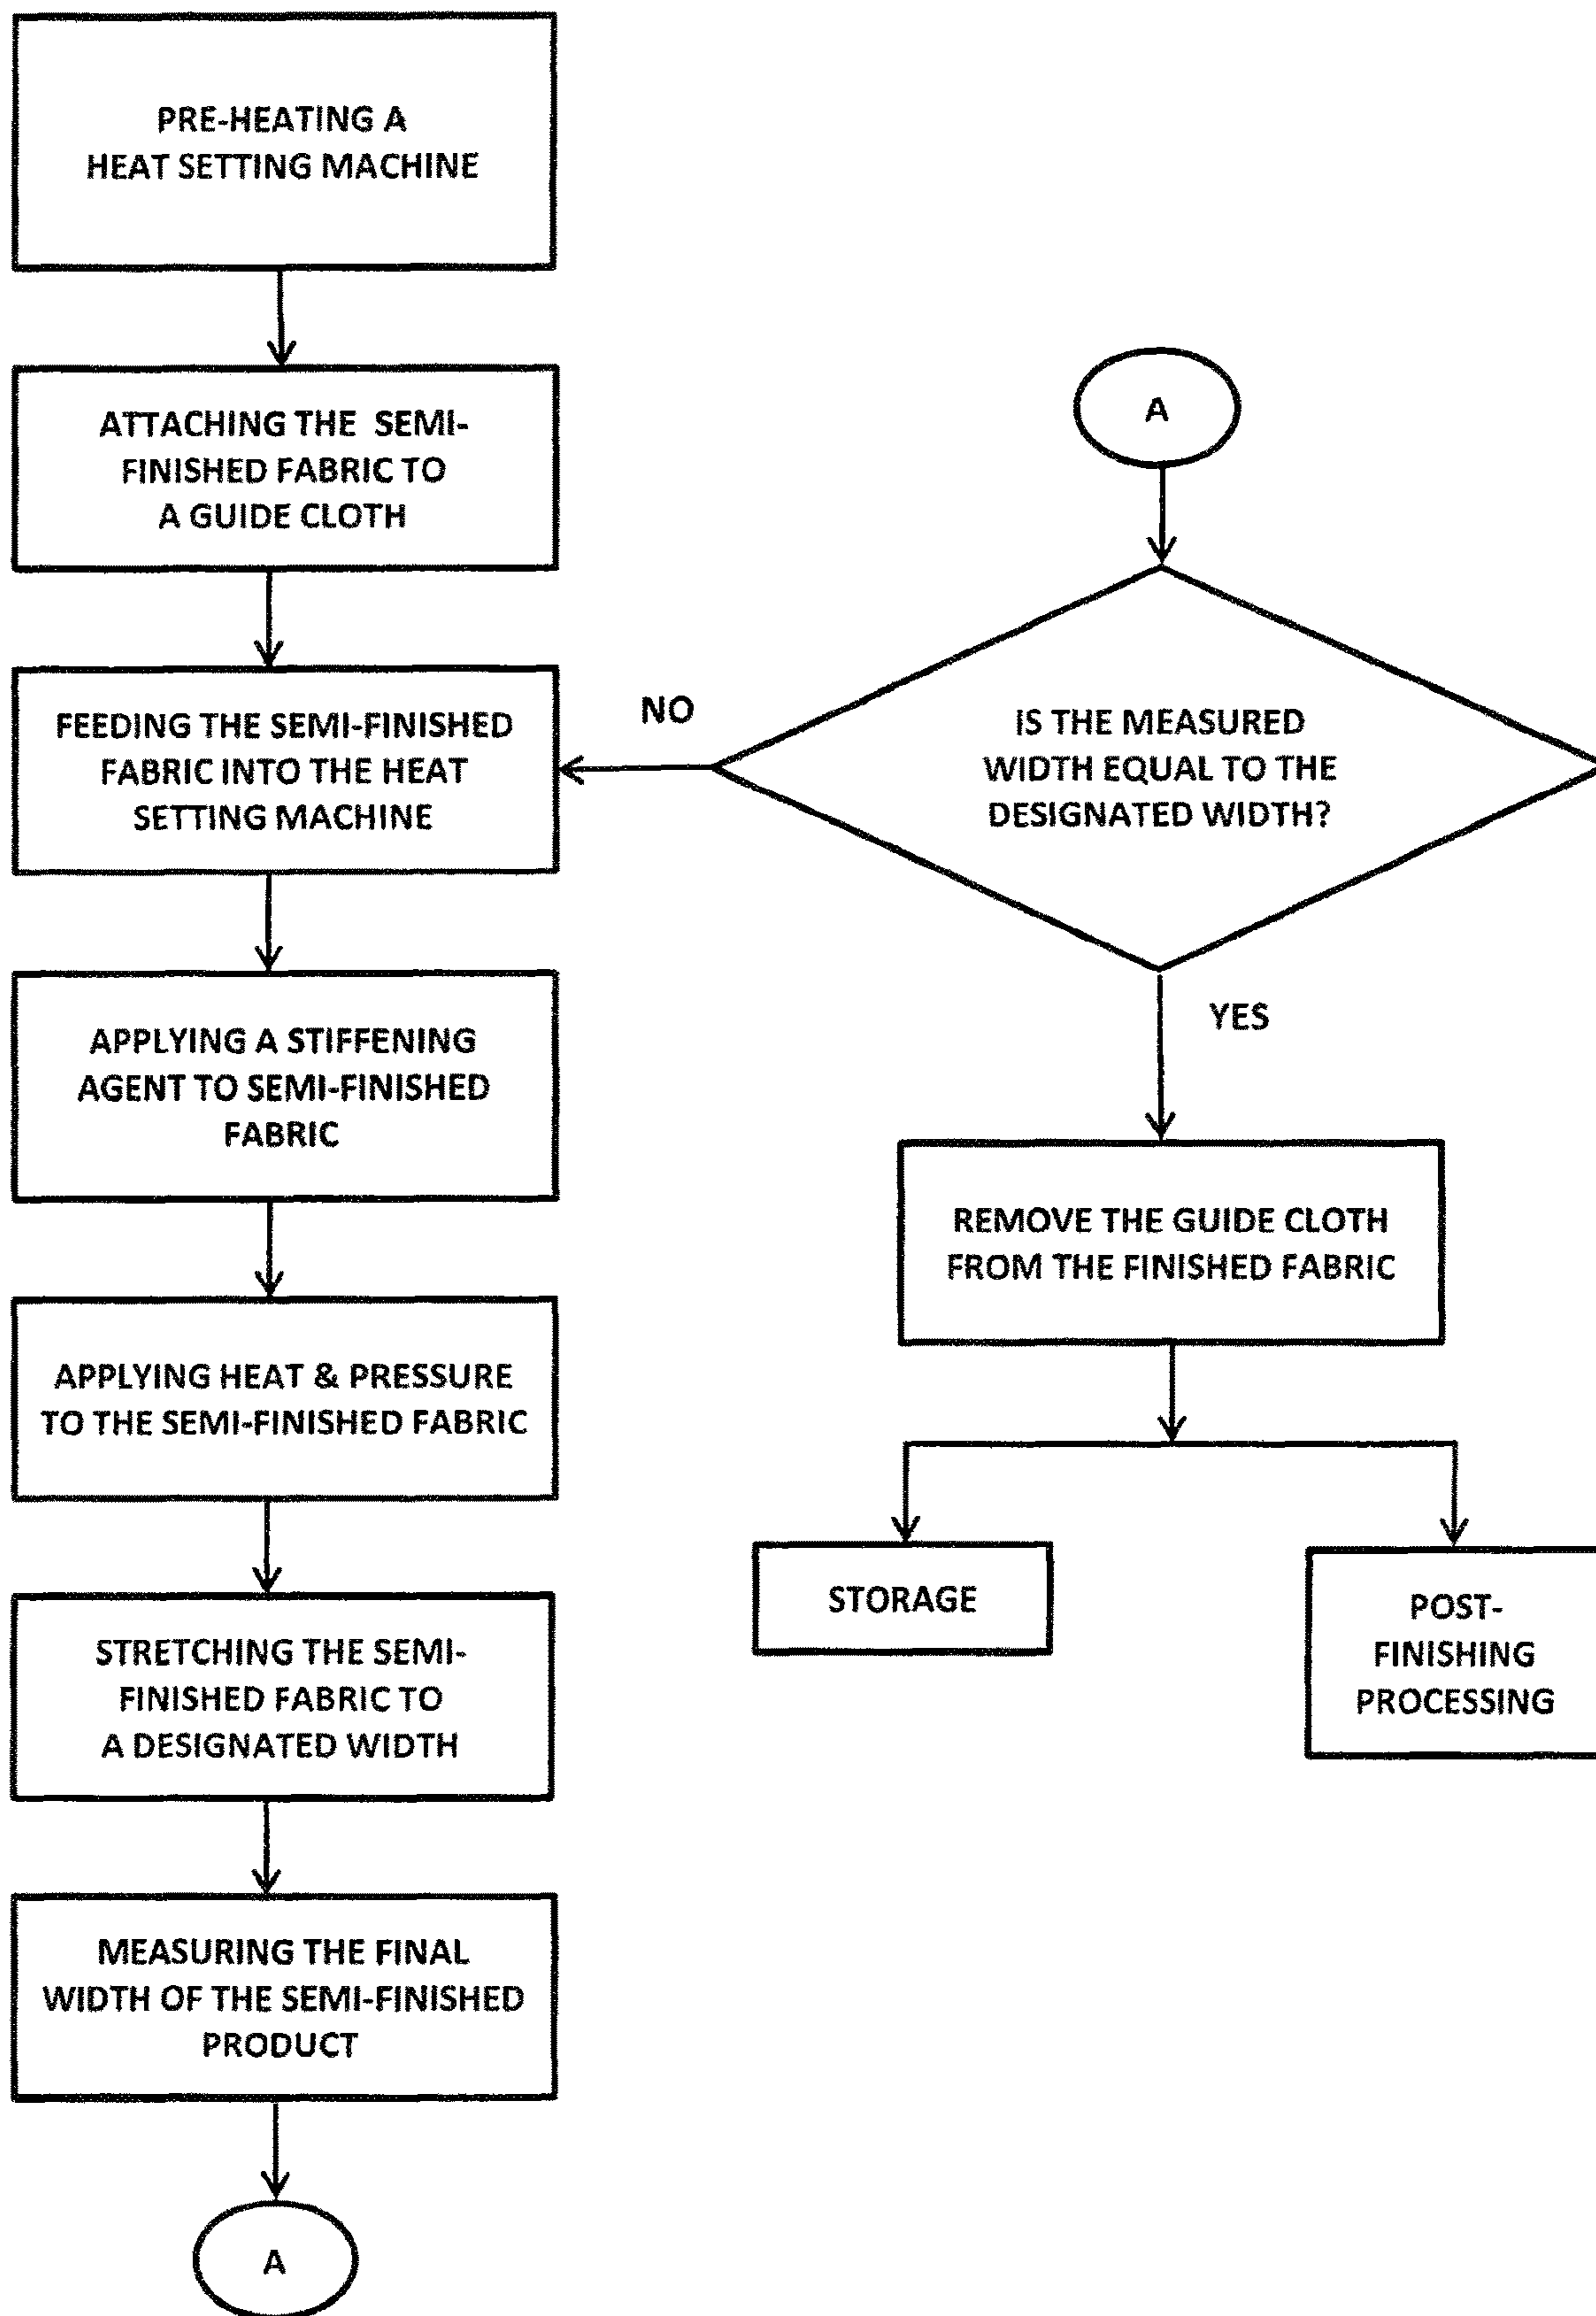 PRE-HEATING A
HEAT SETTING MACHINE
ATTACHING THE SEMI-
FINISHED FABRIC TO
A GUIDE CLOTH
FEEDING THE SEMI-FINISHED
FABRIC INTO THE HEAT
SETTING MACHINE
APPLYING A STIFFENING
AGENT TO SEMI-FINISHED
FABRIC
APPLYING HEAT & PRESSURE
TO THE SEMI-FINISHED FABRIC
STRETCHING THE SEMI-
FINISHED FABRIC TO
A DESIGNATED WIDTH
MEASURING THE FINAL
WIDTH OF THE SEMI-FINISHED
PRODUCT
A
A
IS THE MEASURED
WIDTH EQUAL TO THE
DESIGNATED WIDTH?
NO
YES
REMOVE THE GUIDE CLOTH
FROM THE FINISHED FABRIC
STORAGE
POST-
FINISHING
PROCESSING